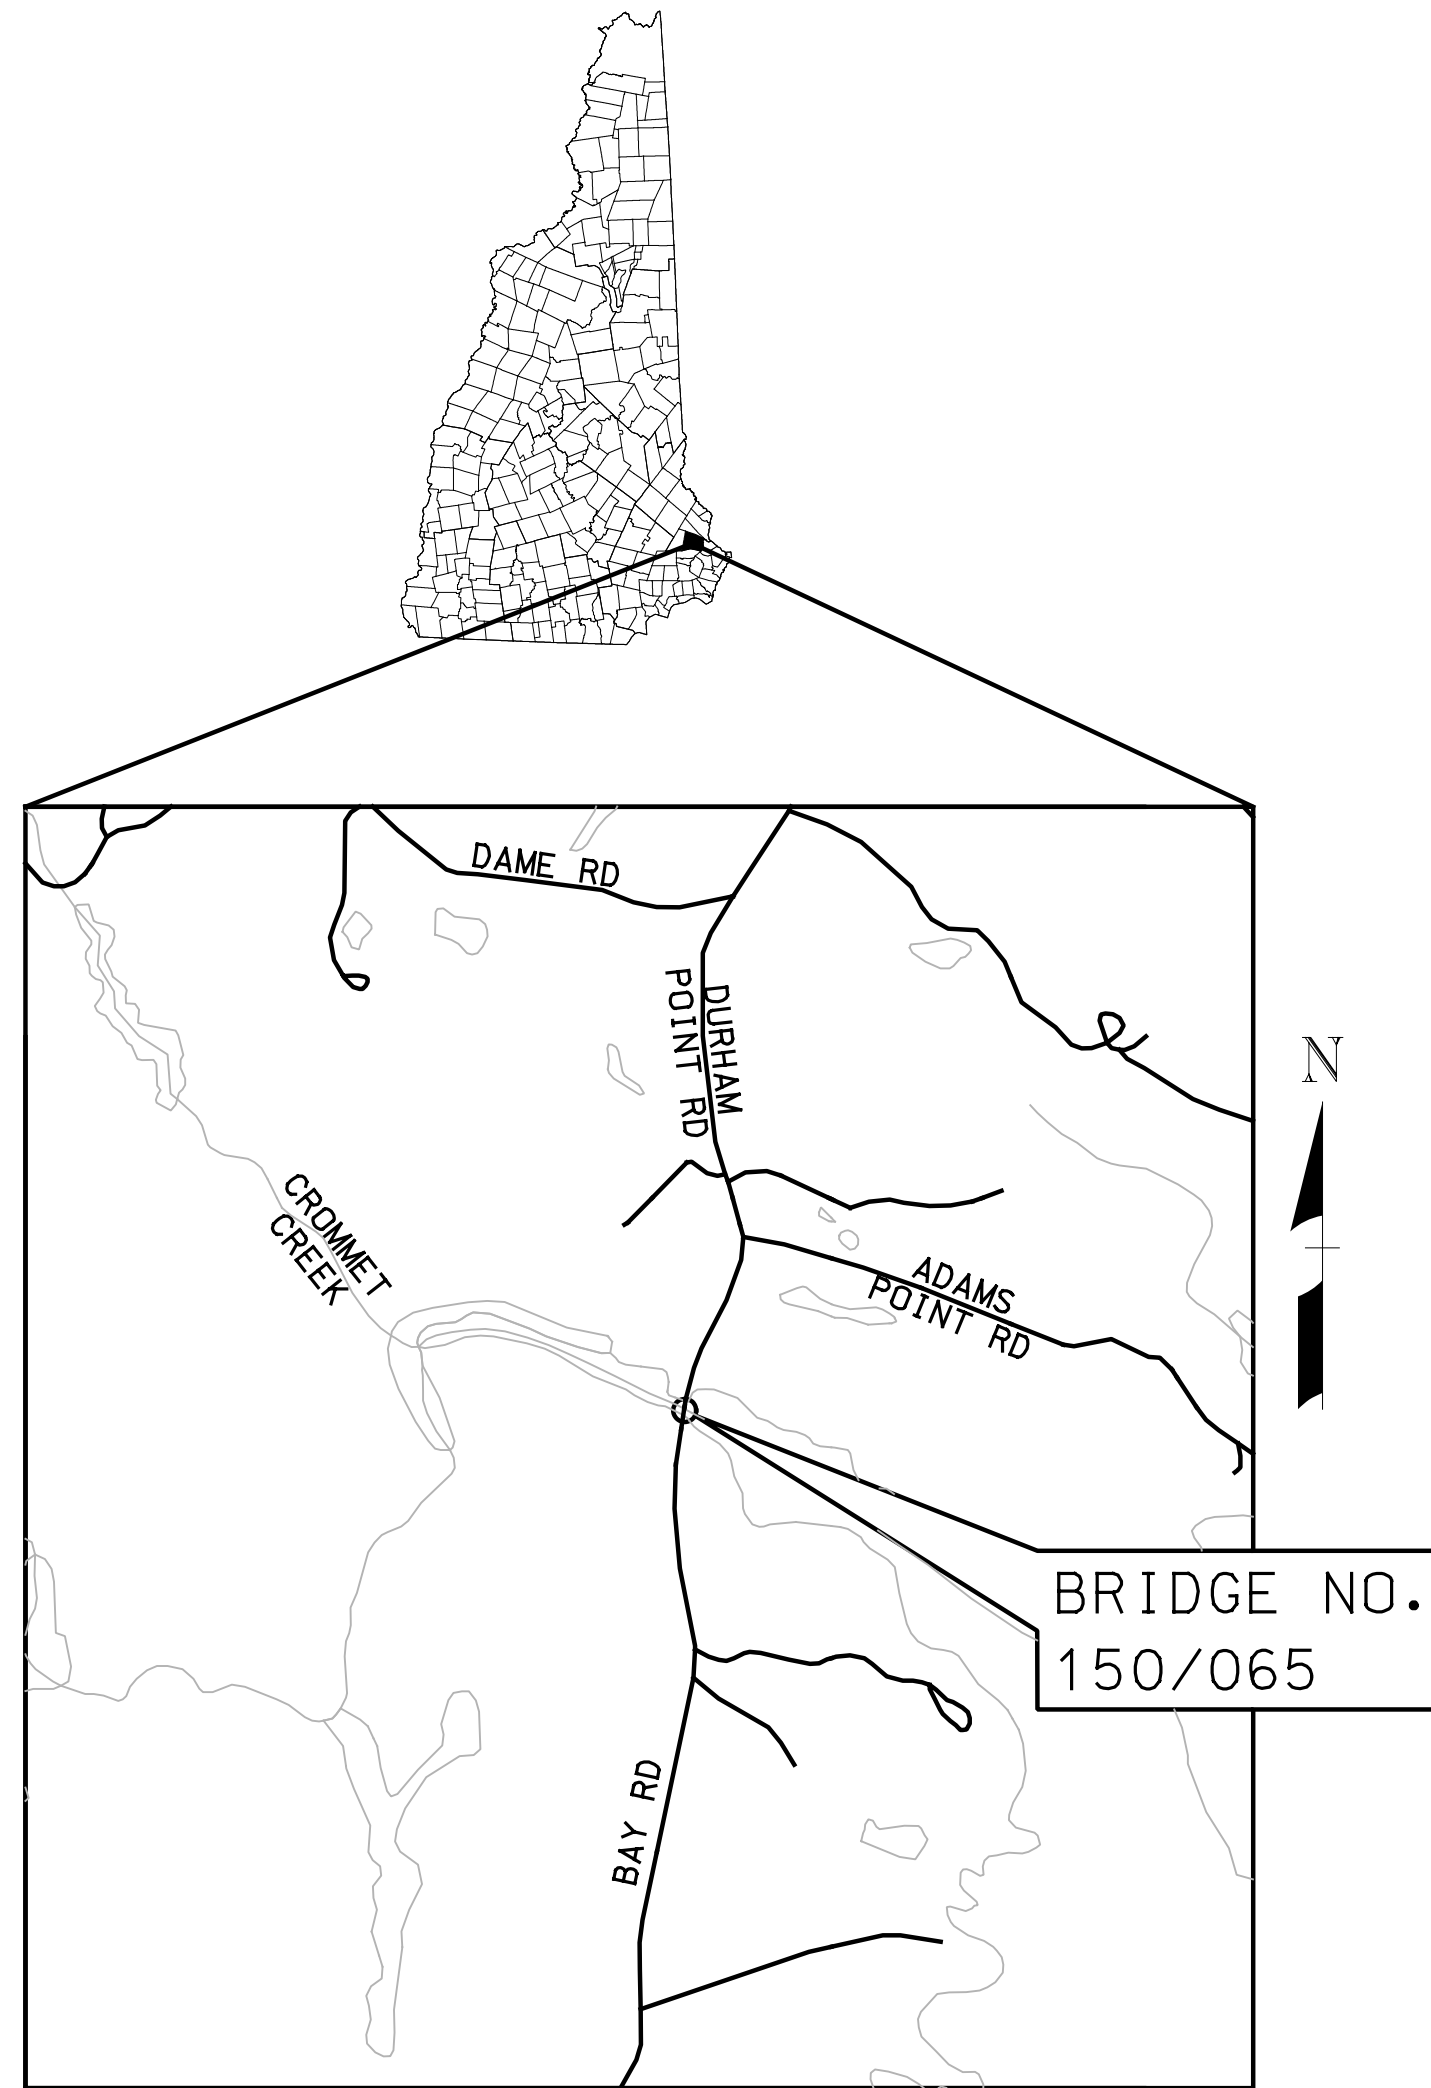 DAME RD
DURHAM
POINT RD
N
CROMMET
CREEK
ADAMS
POINT RD
BRIDGE NO.
150/065
BAY RD